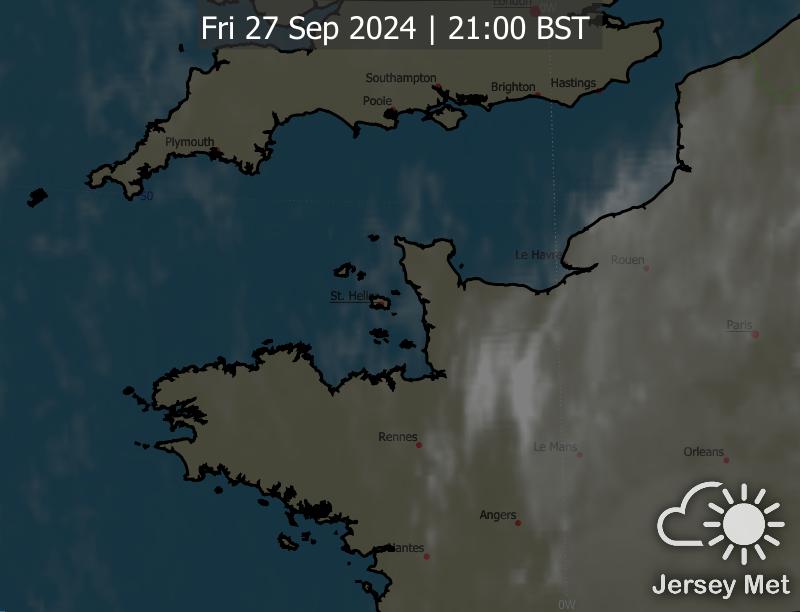 London
0W
Fri 27 Sep 2024 | 21:00 BST
Southampton
Brighton
Hastings
Poole
Plymouth
50
Le Havre
Rouen
St. Helier
Paris
Rennes
Le Mans
Orleans
Angers
Nantes
Jersey Met
0W